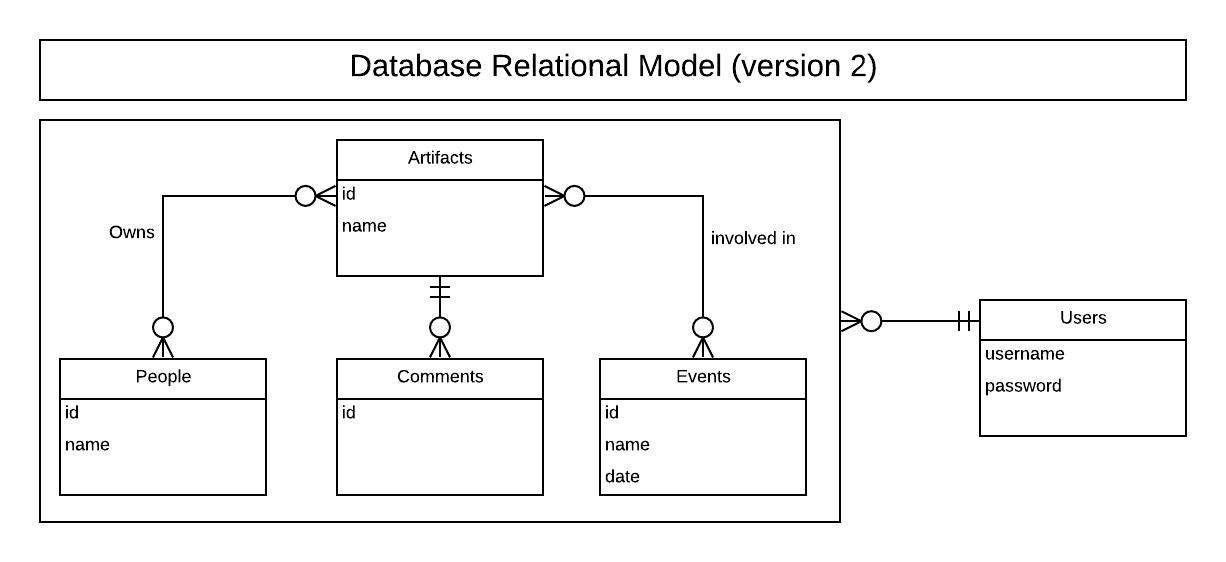 Database Relational Model (version 2)
Artifacts
id
name
Owns
involved in
People
id
name
Comments
id
Events
id
name
date
Users
username
password